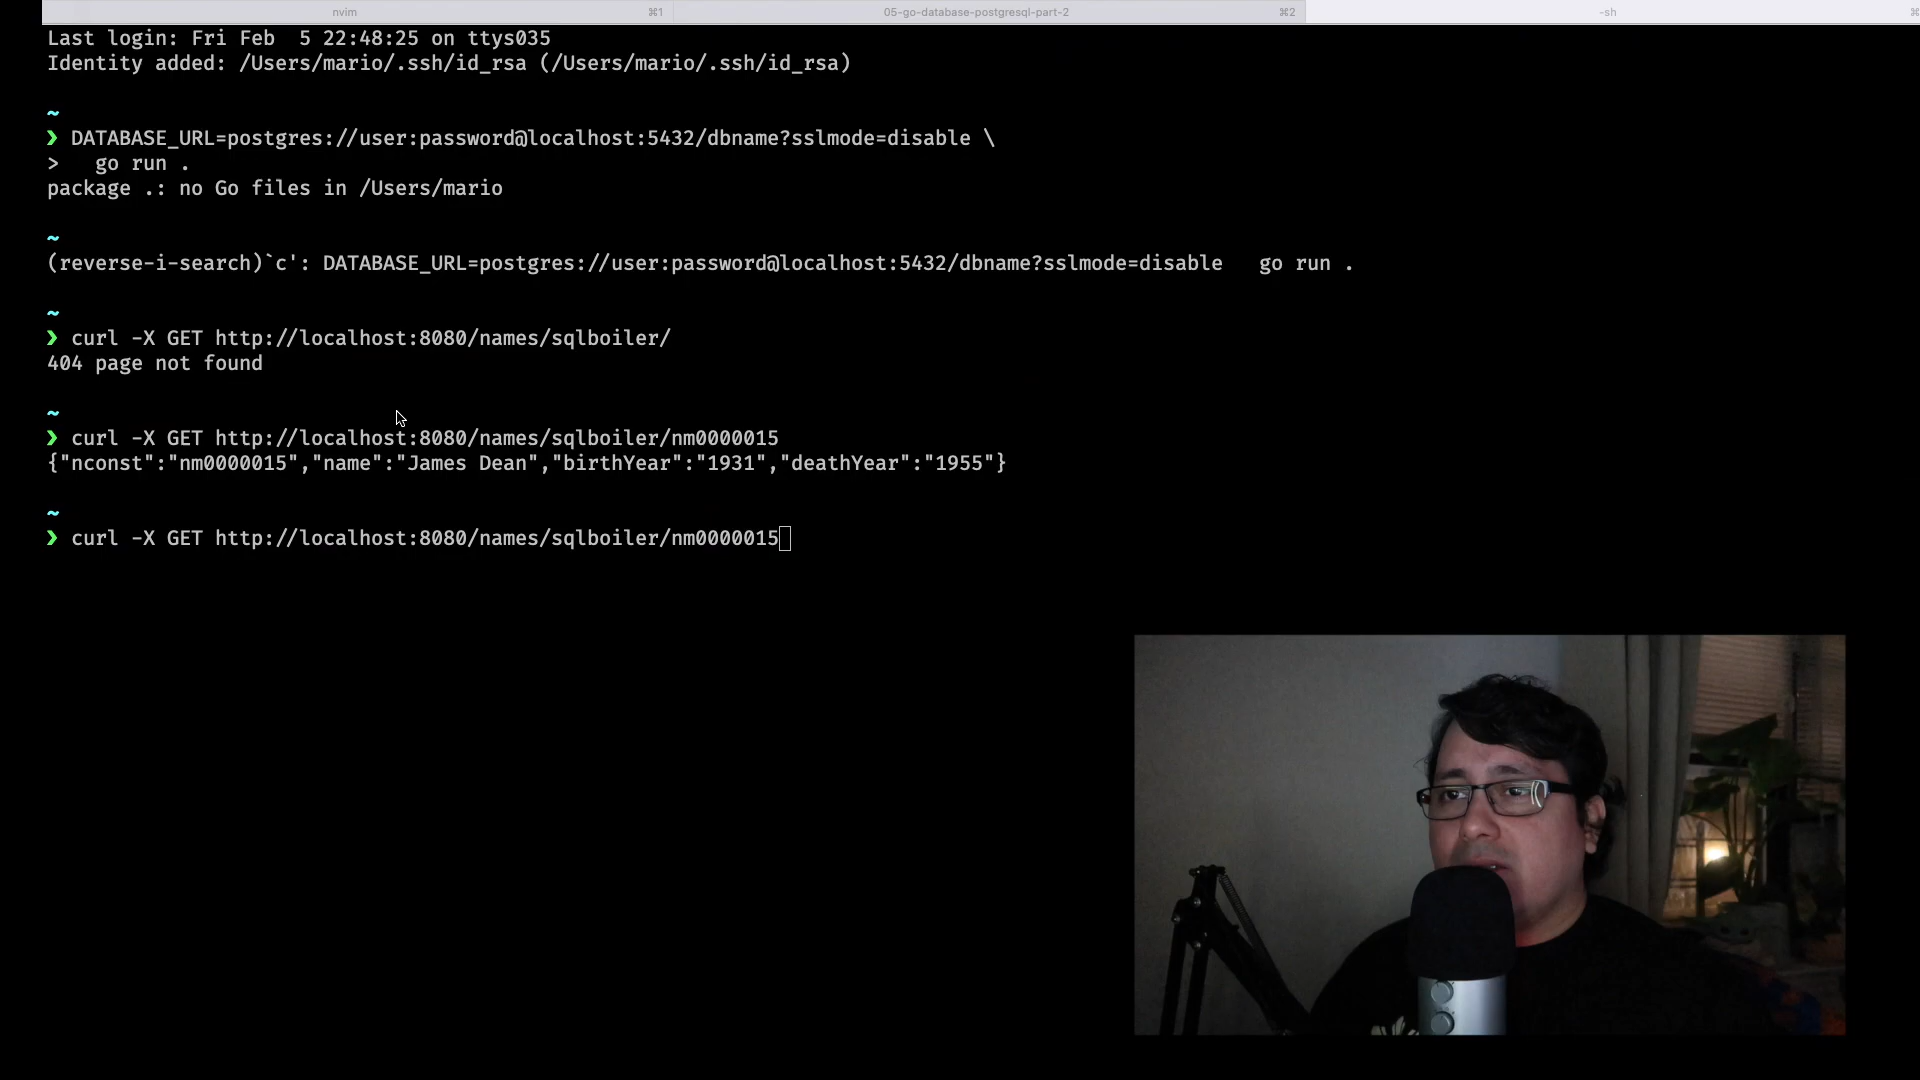 nvim ⌘1 05-go-database-postgresql-part-2 ⌘2 -sh ⌘
Last login: Fri Feb  5 22:48:25 on ttys035
Identity added: /Users/mario/.ssh/id_rsa (/Users/mario/.ssh/id_rsa)
~
❯ DATABASE_URL=postgres://user:password@localhost:5432/dbname?sslmode=disable \
>   go run .
package .: no Go files in /Users/mario
~
(reverse-i-search)`c': DATABASE_URL=postgres://user:password@localhost:5432/dbname?sslmode=disable   go run .
~
❯ curl -X GET http://localhost:8080/names/sqlboiler/
404 page not found
~
❯ curl -X GET http://localhost:8080/names/sqlboiler/nm0000015
{"nconst":"nm0000015","name":"James Dean","birthYear":"1931","deathYear":"1955"}
~
❯ curl -X GET http://localhost:8080/names/sqlboiler/nm0000015